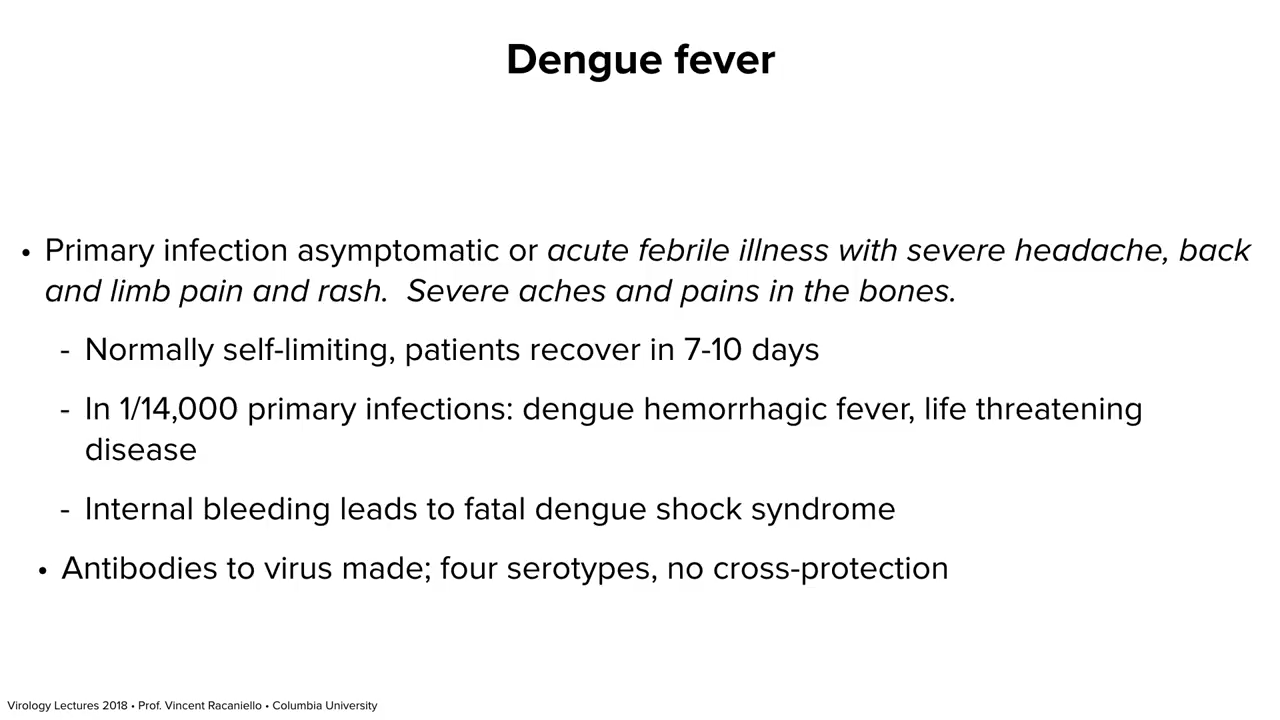 Dengue fever
• Primary infection asymptomatic or acute febrile illness with severe headache, back
and limb pain and rash.  Severe aches and pains in the bones.
- Normally self-limiting, patients recover in 7-10 days
- In 1/14,000 primary infections: dengue hemorrhagic fever, life threatening
disease
- Internal bleeding leads to fatal dengue shock syndrome
• Antibodies to virus made; four serotypes, no cross-protection
Virology Lectures 2018 • Prof. Vincent Racaniello • Columbia University